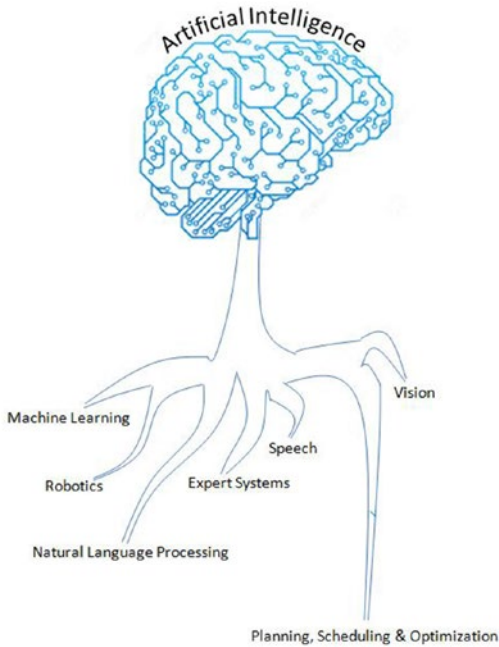 Artificial Intelligence
Machine Learning
Vision
Speech
Robotics
Expert Systems
Natural Language Processing
Planning, Scheduling & Optimization